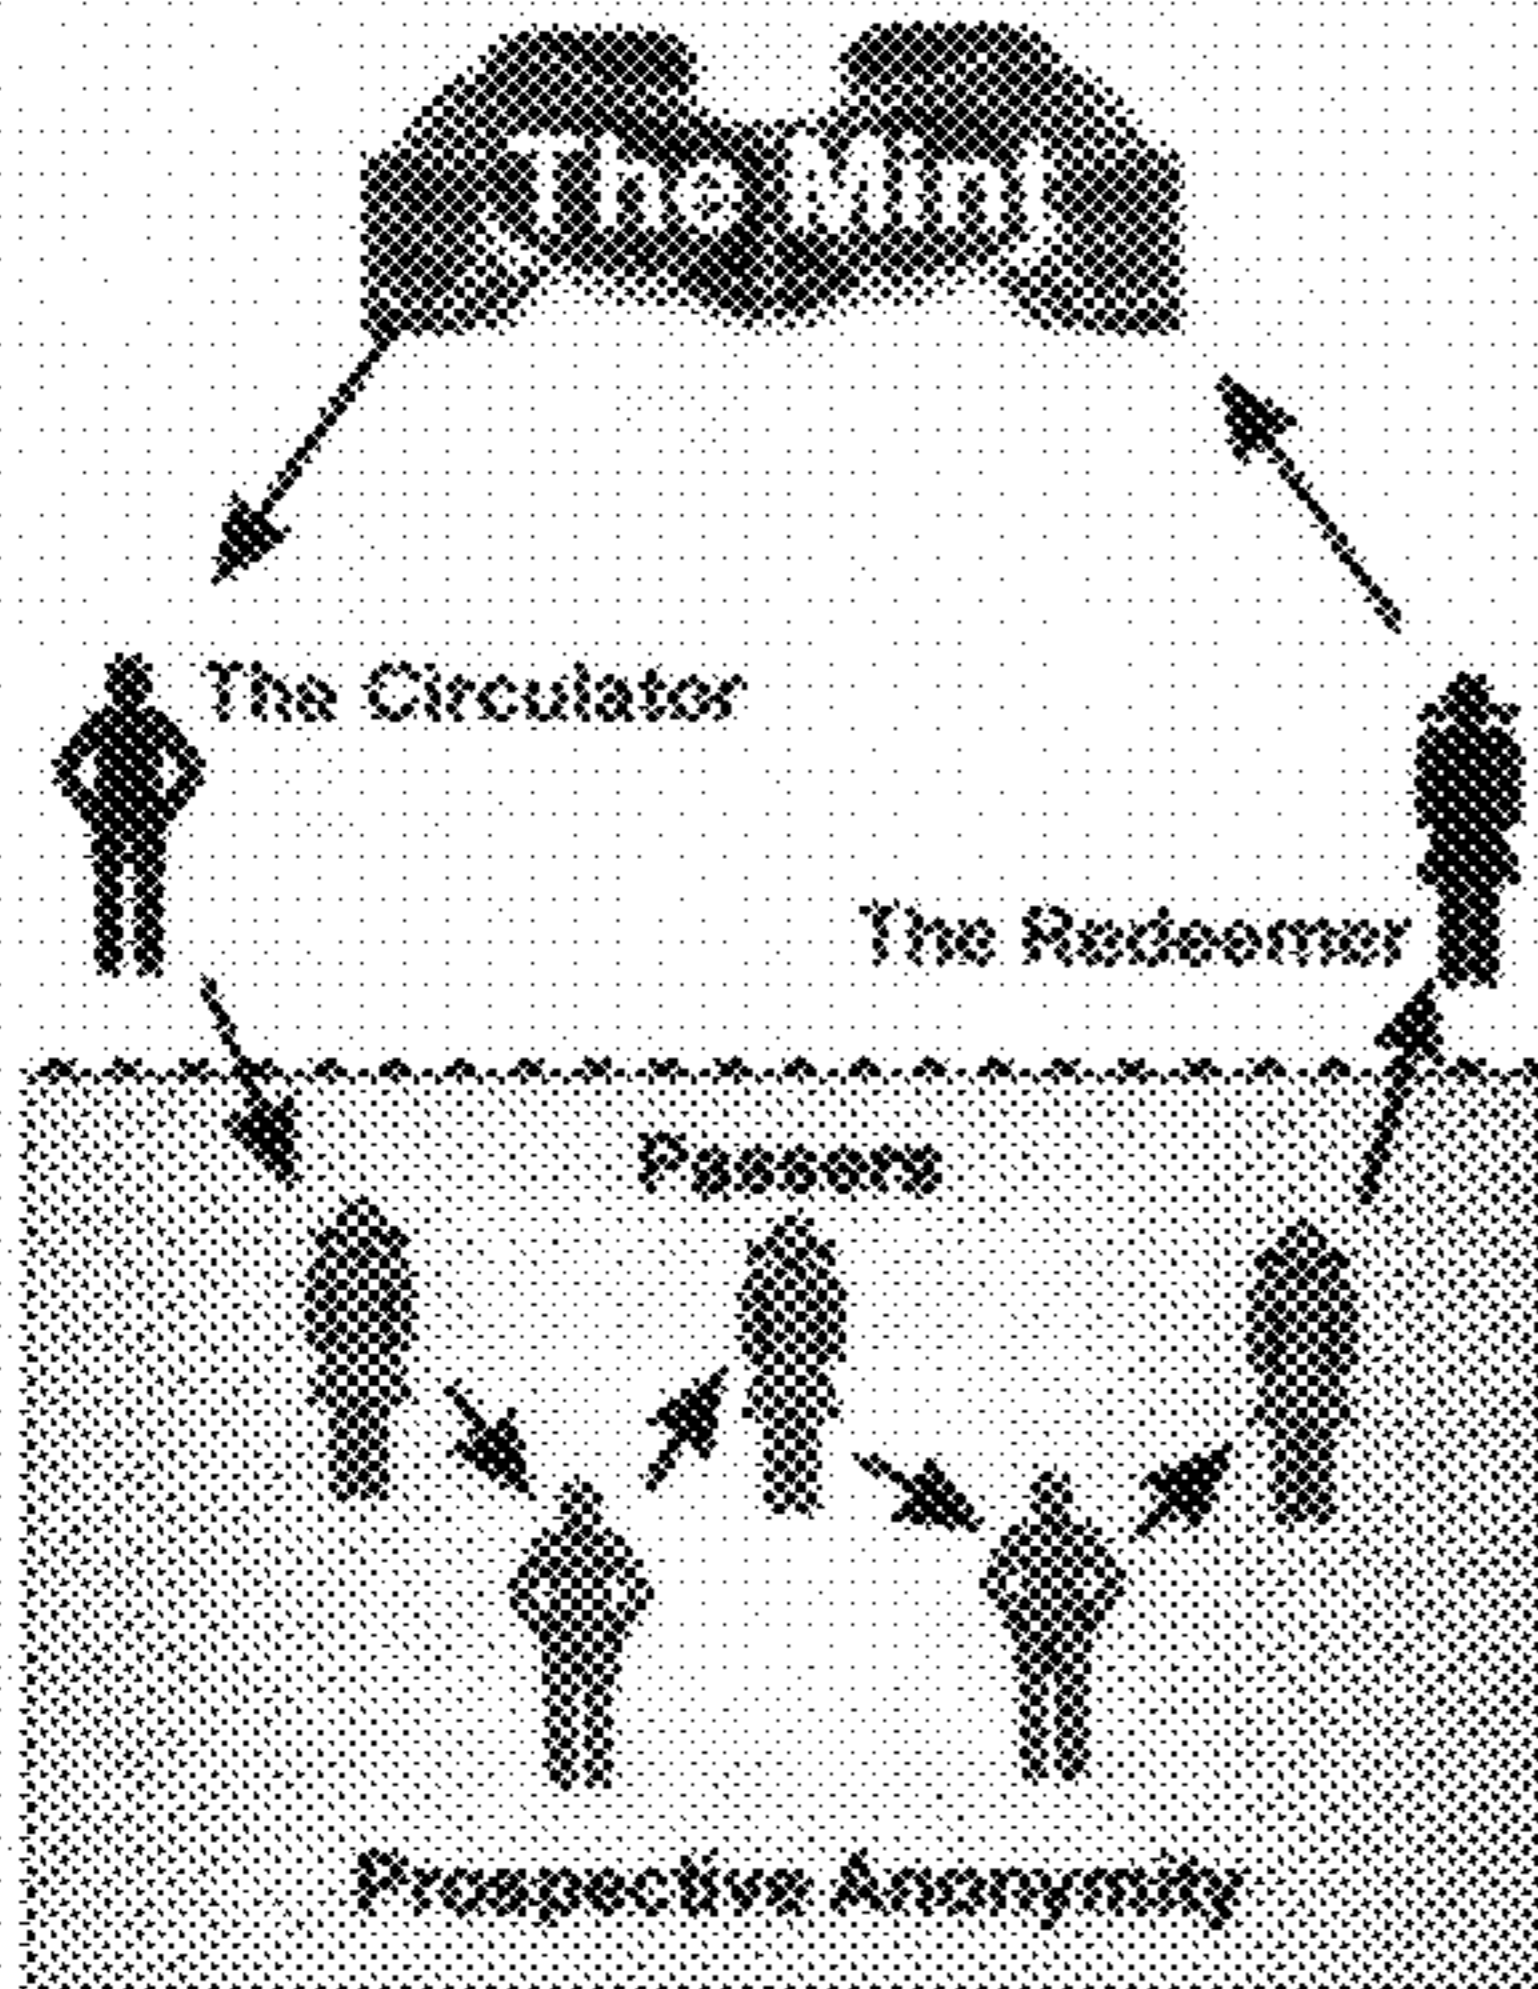 The Mint
The Circulator
The Redeemer
Passers
Prospective Anonymity